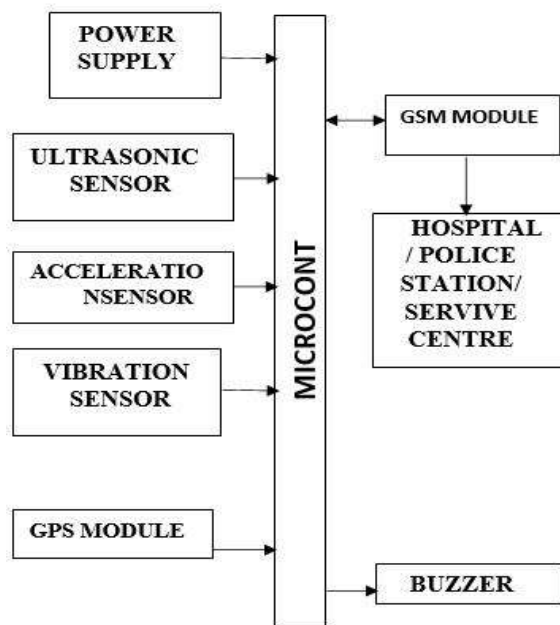 POWER
SUPPLY
ULTRASONIC
SENSOR
ACCELERATIO
NSENSOR
VIBRATION
SENSOR
GPS MODULE
MICROCONT
GSM MODULE
HOSPITAL
/ POLICE
STATION/
SERVIVE
CENTRE
BUZZER